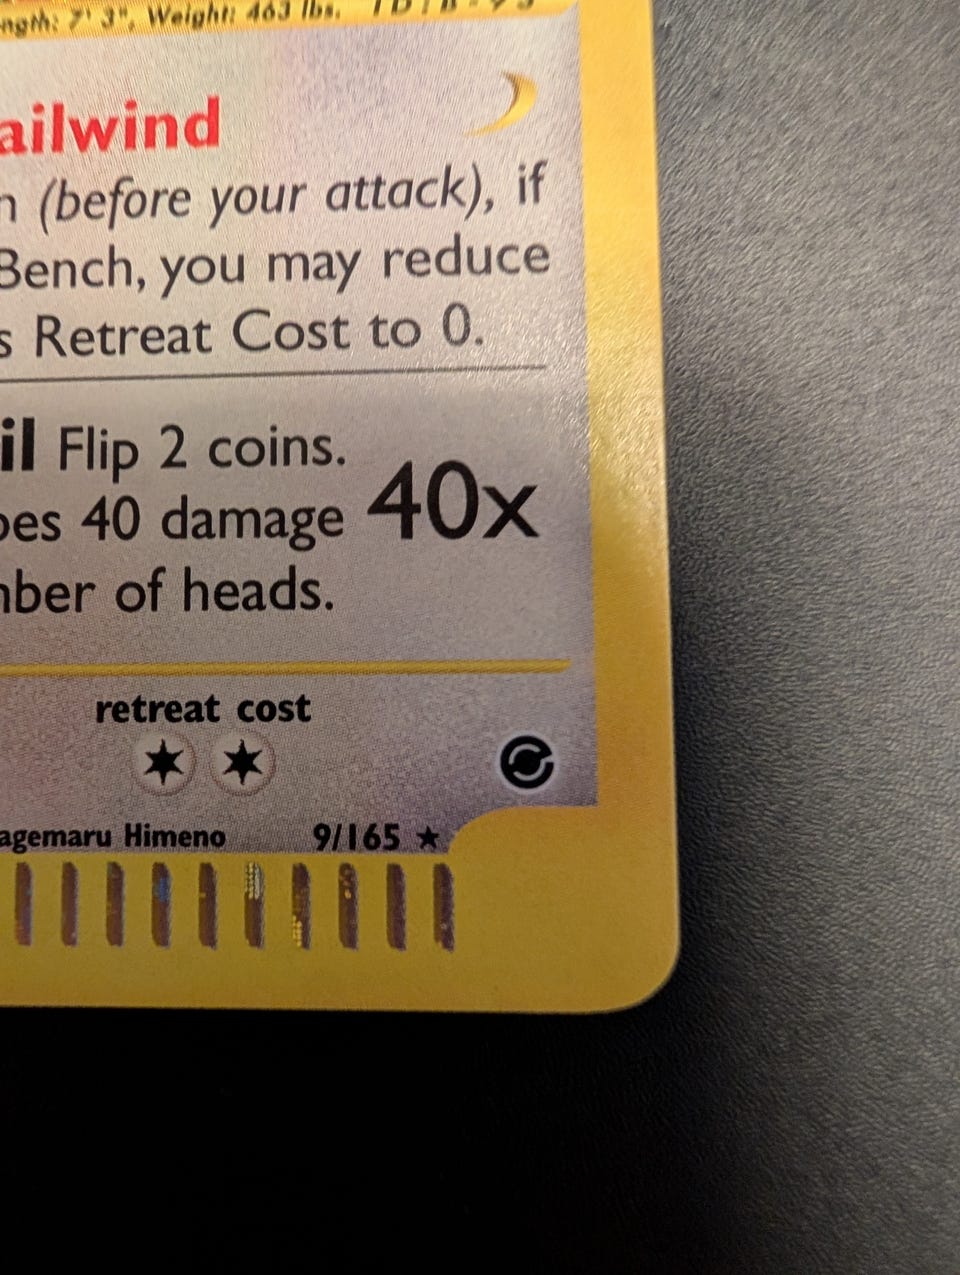 ngth: 7' 3", Weight: 463 lbs.
ailwind
n (before your attack), if
Bench, you may reduce
s Retreat Cost to 0.
il Flip 2 coins.
oes 40 damage 40x
mber of heads.
retreat cost
agemaru Himeno 9/165 ★